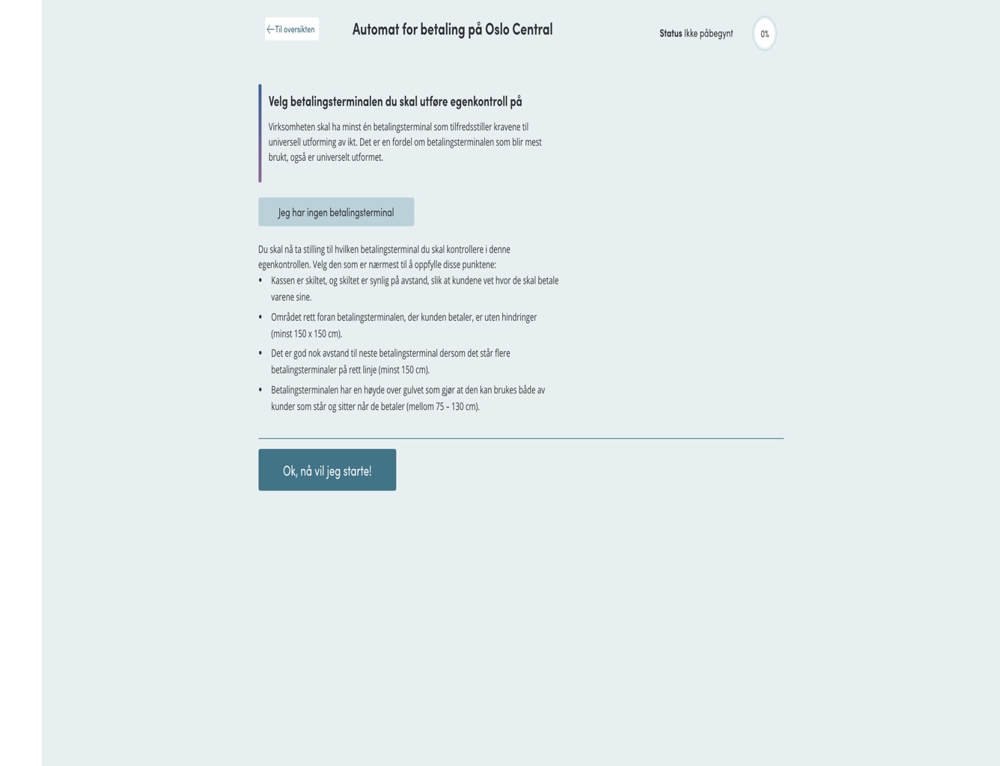 Til oversikten
Automat for betaling på Oslo Central
Status Ikke påbegynt
0%
Velg betalingsterminalen du skal utføre egenkontroll på
Virksomheten skal ha minst én betalingsterminal som tilfredsstiller kravene til
universell utforming av ikt. Det er en fordel om betalingsterminalen som blir mest
brukt, også er universelt utformet.
Jeg har ingen betalingsterminal
Du skal nå ta stilling til hvilken betalingsterminal du skal kontrollere i denne
egenkontrollen. Velg den som er nærmest til å oppfylle disse punktene:
• Kassen er skiltet, og skiltet er synlig på avstand, slik at kundene vet hvor de skal betale
varene sine.
• Området rett foran betalingsterminalen, der kunden betaler, er uten hindringer
(minst 150 x 150 cm).
• Det er god nok avstand til neste betalingsterminal dersom det står flere
betalingsterminaler på rett linje (minst 150 cm).
• Betalingsterminalen har en høyde over gulvet som gjør at den kan brukes både av
kunder som står og sitter når de betaler (mellom 75 – 130 cm).
Ok, nå vil jeg starte!